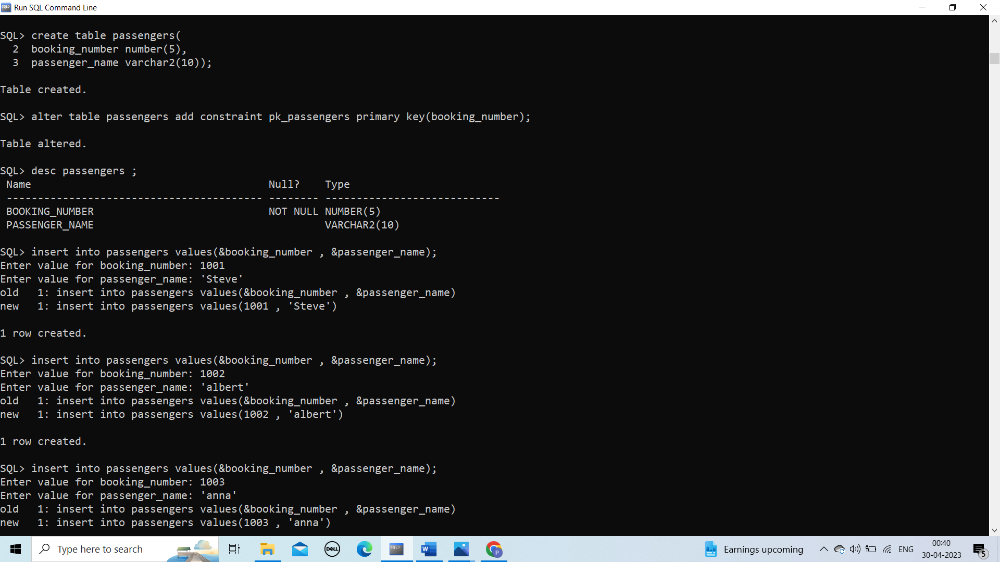 Run SQL Command Line
SQL> create table passengers(
  2  booking_number number(5),
  3  passenger_name varchar2(10));
Table created.
SQL> alter table passengers add constraint pk_passengers primary key(booking_number);
Table altered.
SQL> desc passengers ;
 Name                                      Null?    Type
 ----------------------------------------- -------- ----------------------------
 BOOKING_NUMBER                            NOT NULL NUMBER(5)
 PASSENGER_NAME                                     VARCHAR2(10)
SQL> insert into passengers values(&booking_number , &passenger_name);
Enter value for booking_number: 1001
Enter value for passenger_name: 'Steve'
old   1: insert into passengers values(&booking_number , &passenger_name)
new   1: insert into passengers values(1001 , 'Steve')
1 row created.
SQL> insert into passengers values(&booking_number , &passenger_name);
Enter value for booking_number: 1002
Enter value for passenger_name: 'albert'
old   1: insert into passengers values(&booking_number , &passenger_name)
new   1: insert into passengers values(1002 , 'albert')
1 row created.
SQL> insert into passengers values(&booking_number , &passenger_name);
Enter value for booking_number: 1003
Enter value for passenger_name: 'anna'
old   1: insert into passengers values(&booking_number , &passenger_name)
new   1: insert into passengers values(1003 , 'anna')
Type here to search
DELL
SQL>
W
P
Earnings upcoming
ENG
00:40
30-04-2023
5